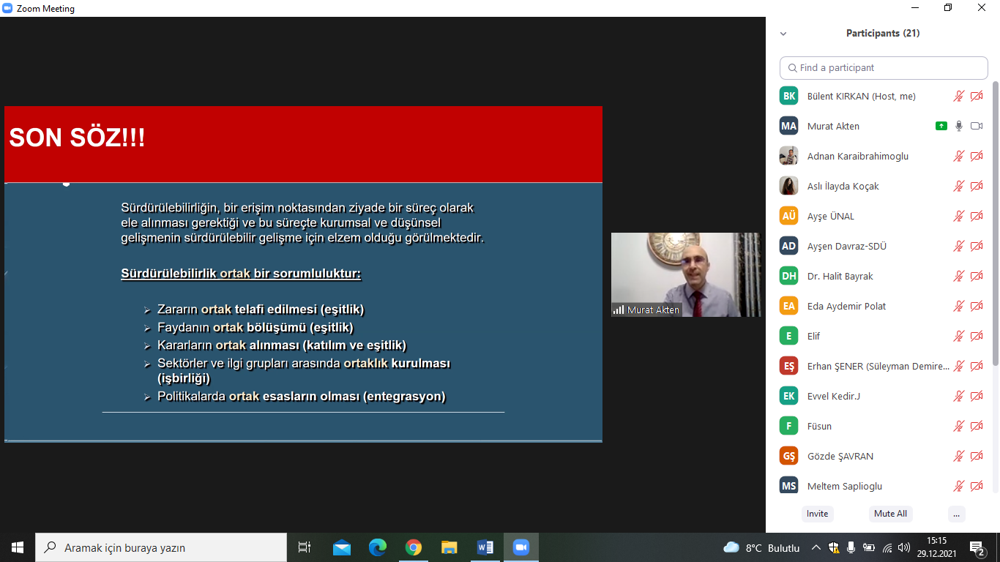 Zoom Meeting
SON SÖZ!!!
Sürdürülebilirliğin, bir erişim noktasından ziyade bir süreç olarak
ele alınması gerektiği ve bu süreçte kurumsal ve düşünsel
gelişmenin sürdürülebilir gelişme için elzem olduğu görülmektedir.
Sürdürülebilirlik ortak bir sorumluluktur:
Zararın ortak telafi edilmesi (eşitlik)
Faydanın ortak bölüşümü (eşitlik)
Kararların ortak alınması (katılım ve eşitlik)
Sektörler ve ilgi grupları arasında ortaklık kurulması
(işbirliği)
Politikalarda ortak esasların olması (entegrasyon)
Murat Akten
Participants (21)
Find a participant
BK Bülent KIRKAN (Host, me)
MA Murat Akten
Adnan Karaibrahimoglu
Aslı İlayda Koçak
AÜ Ayşe ÜNAL
AD Ayşen Davraz-SDÜ
DH Dr. Halit Bayrak
EA Eda Aydemir Polat
E Elif
EŞ Erhan ŞENER (Süleyman Demire...
EK Evvel Kedir.J
F Füsun
GŞ Gözde ŞAVRAN
MS Meltem Saplioglu
Invite Mute All ...
Aramak için buraya yazın
8°C Bulutlu
15:15
29.12.2021
2